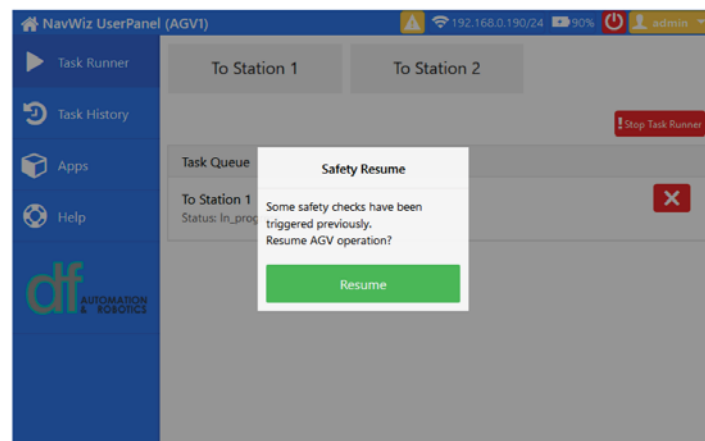 NavWiz UserPanel (AGV1)
192.168.0.190/24
90%
admin
Task Runner
Task History
Apps
Help
df AUTOMATION
& ROBOTICS
To Station 1
To Station 2
Stop Task Runner
Task Queue
To Station 1
Status: In_prog
Safety Resume
Some safety checks have been
triggered previously.
Resume AGV operation?
Resume